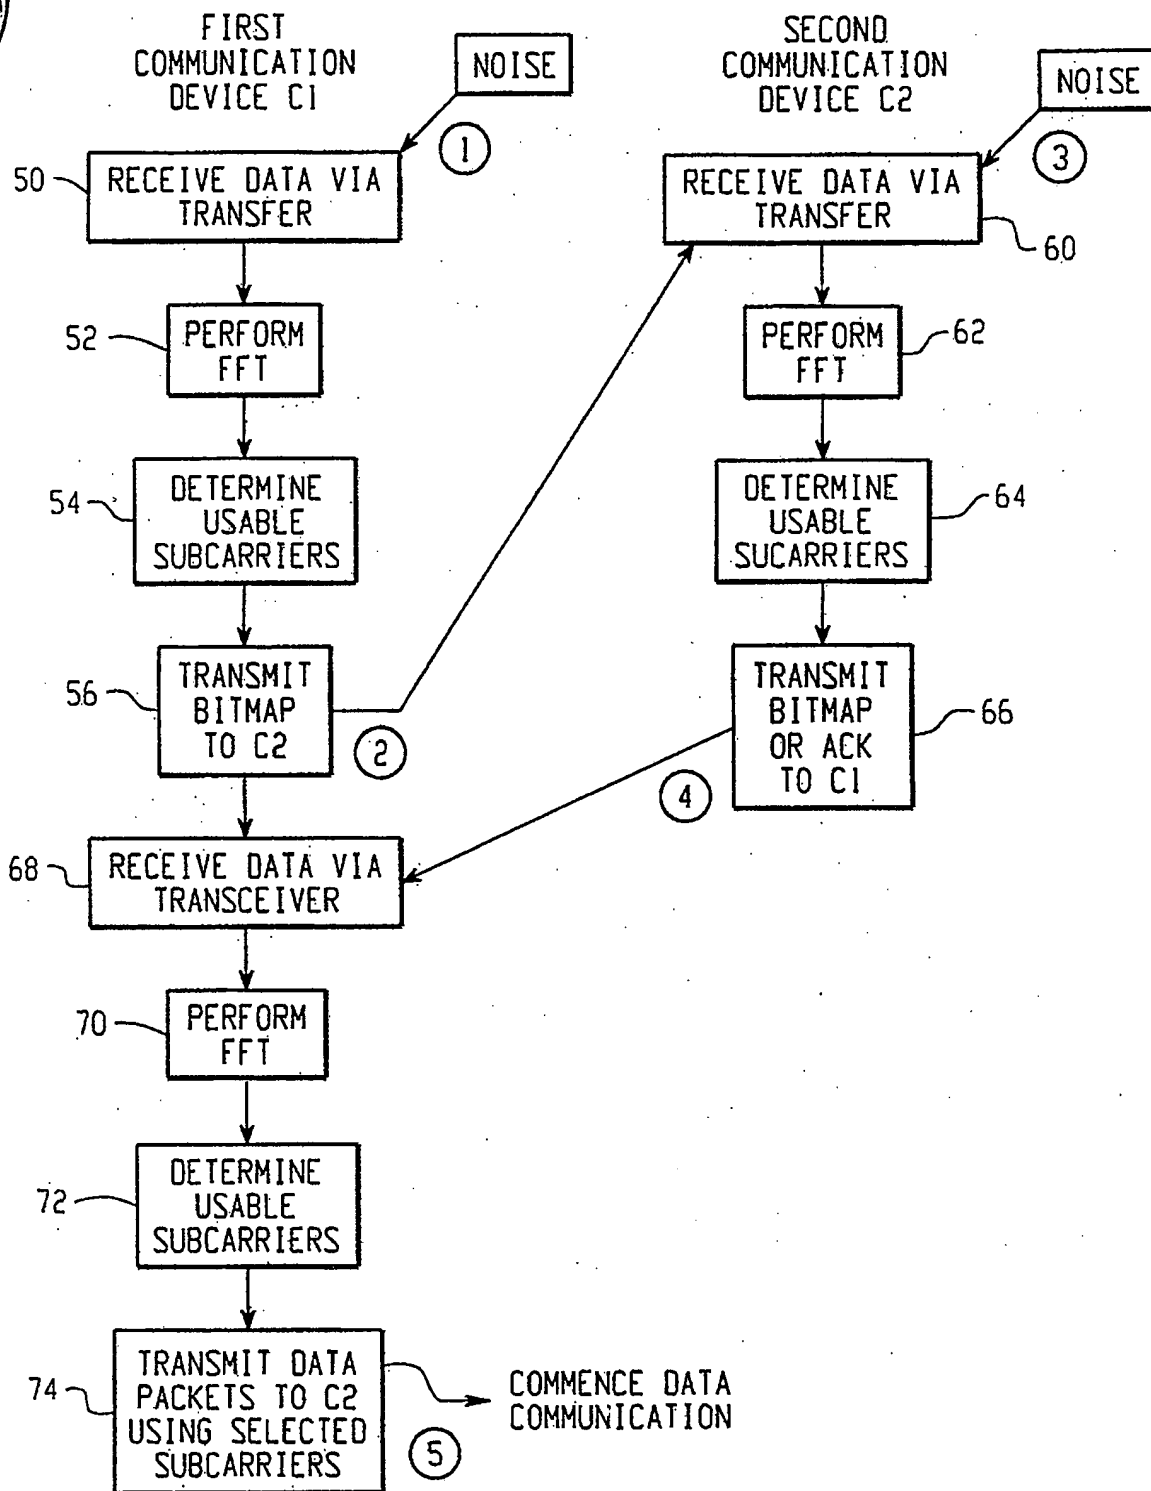 FIRST
COMMUNICATION
DEVICE C1
NOISE
1
50
RECEIVE DATA VIA
TRANSFER
52
PERFORM
FFT
54
DETERMINE
USABLE
SUBCARRIERS
56
TRANSMIT
BITMAP
TO C2
2
SECOND
COMMUNICATION
DEVICE C2
NOISE
3
RECEIVE DATA VIA
TRANSFER
60
PERFORM
FFT
62
DETERMINE
USABLE
SUCARRIERS
64
TRANSMIT
BITMAP
OR ACK
TO C1
66
4
68
RECEIVE DATA VIA
TRANSCEIVER
70
PERFORM
FFT
72
DETERMINE
USABLE
SUBCARRIERS
74
TRANSMIT DATA
PACKETS TO C2
USING SELECTED
SUBCARRIERS
5
COMMENCE DATA
COMMUNICATION